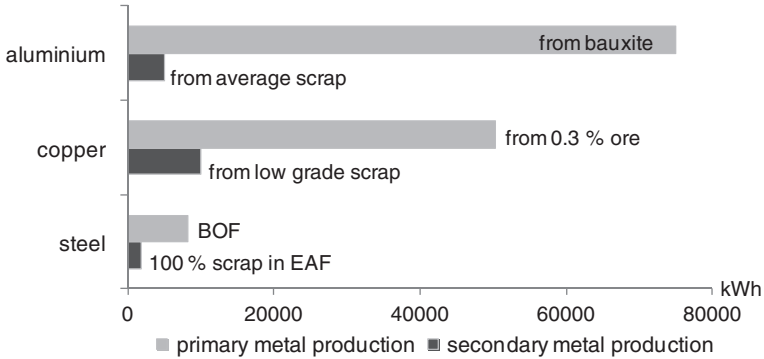 aluminium
from bauxite
from average scrap
copper
from 0.3 % ore
from low grade scrap
steel
BOF
100 % scrap in EAF
kWh
0 20000 40000 60000 80000
primary metal production secondary metal production